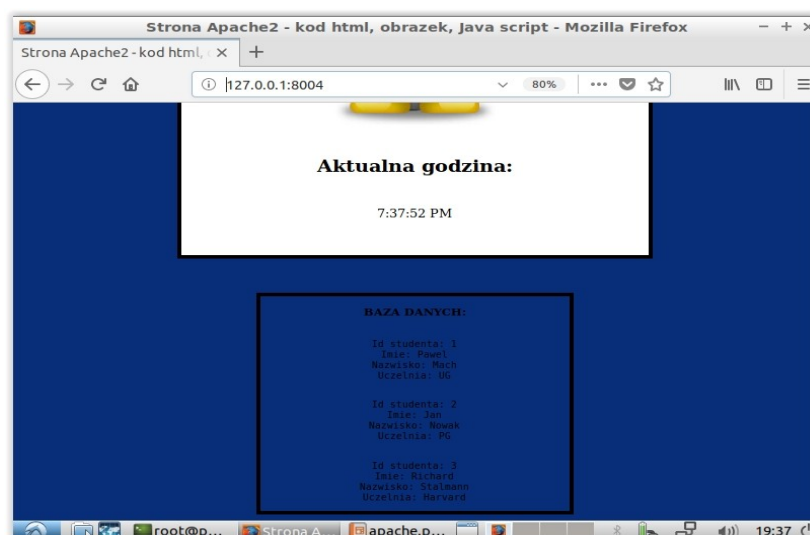 Strona Apache2 - kod html, obrazek, Java script - Mozilla Firefox
Strona Apache2 - kod html,
127.0.0.1:8004
80%
Aktualna godzina:
7:37:52 PM
BAZA DANYCH:
Id studenta: 1
Imie: Pawel
Nazwisko: Mach
Uczelnia: UG
Id studenta: 2
Imie: Jan
Nazwisko: Nowak
Uczelnia: PG
Id studenta: 3
Imie: Richard
Nazwisko: Stalmann
Uczelnia: Harvard
root@p... Strona A... apache.p... 19:37